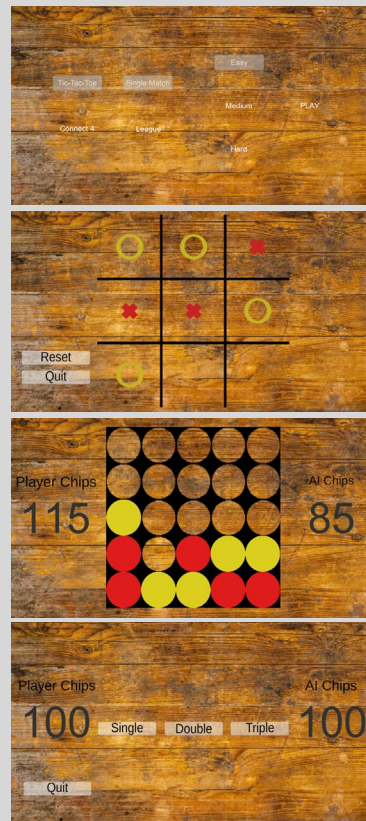 Easy
Tic-Tac-Toe Single Match
Medium PLAY
Connect 4 League
Hard
Reset
Quit
Player Chips AI Chips
115 85
Player Chips Ai Chips
100 100
Single Double Triple
Quit